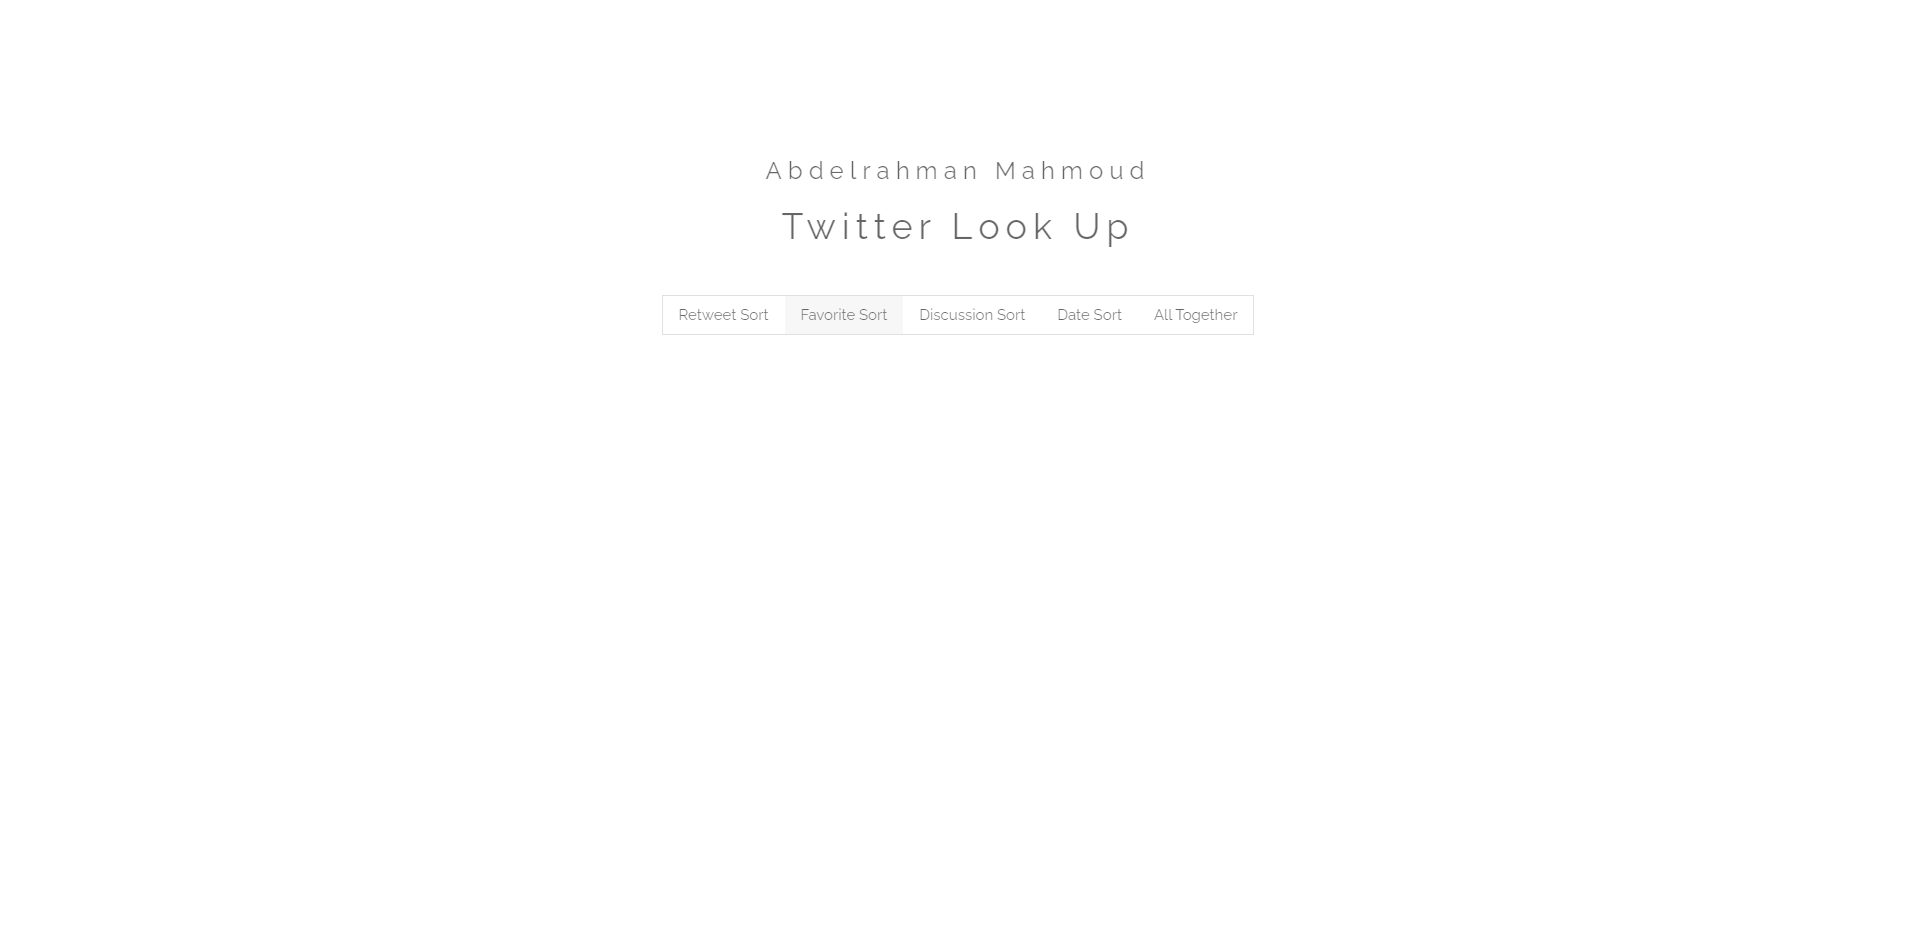 Abdelrahman Mahmoud
Twitter Look Up
Retweet Sort Favorite Sort Discussion Sort Date Sort All Together